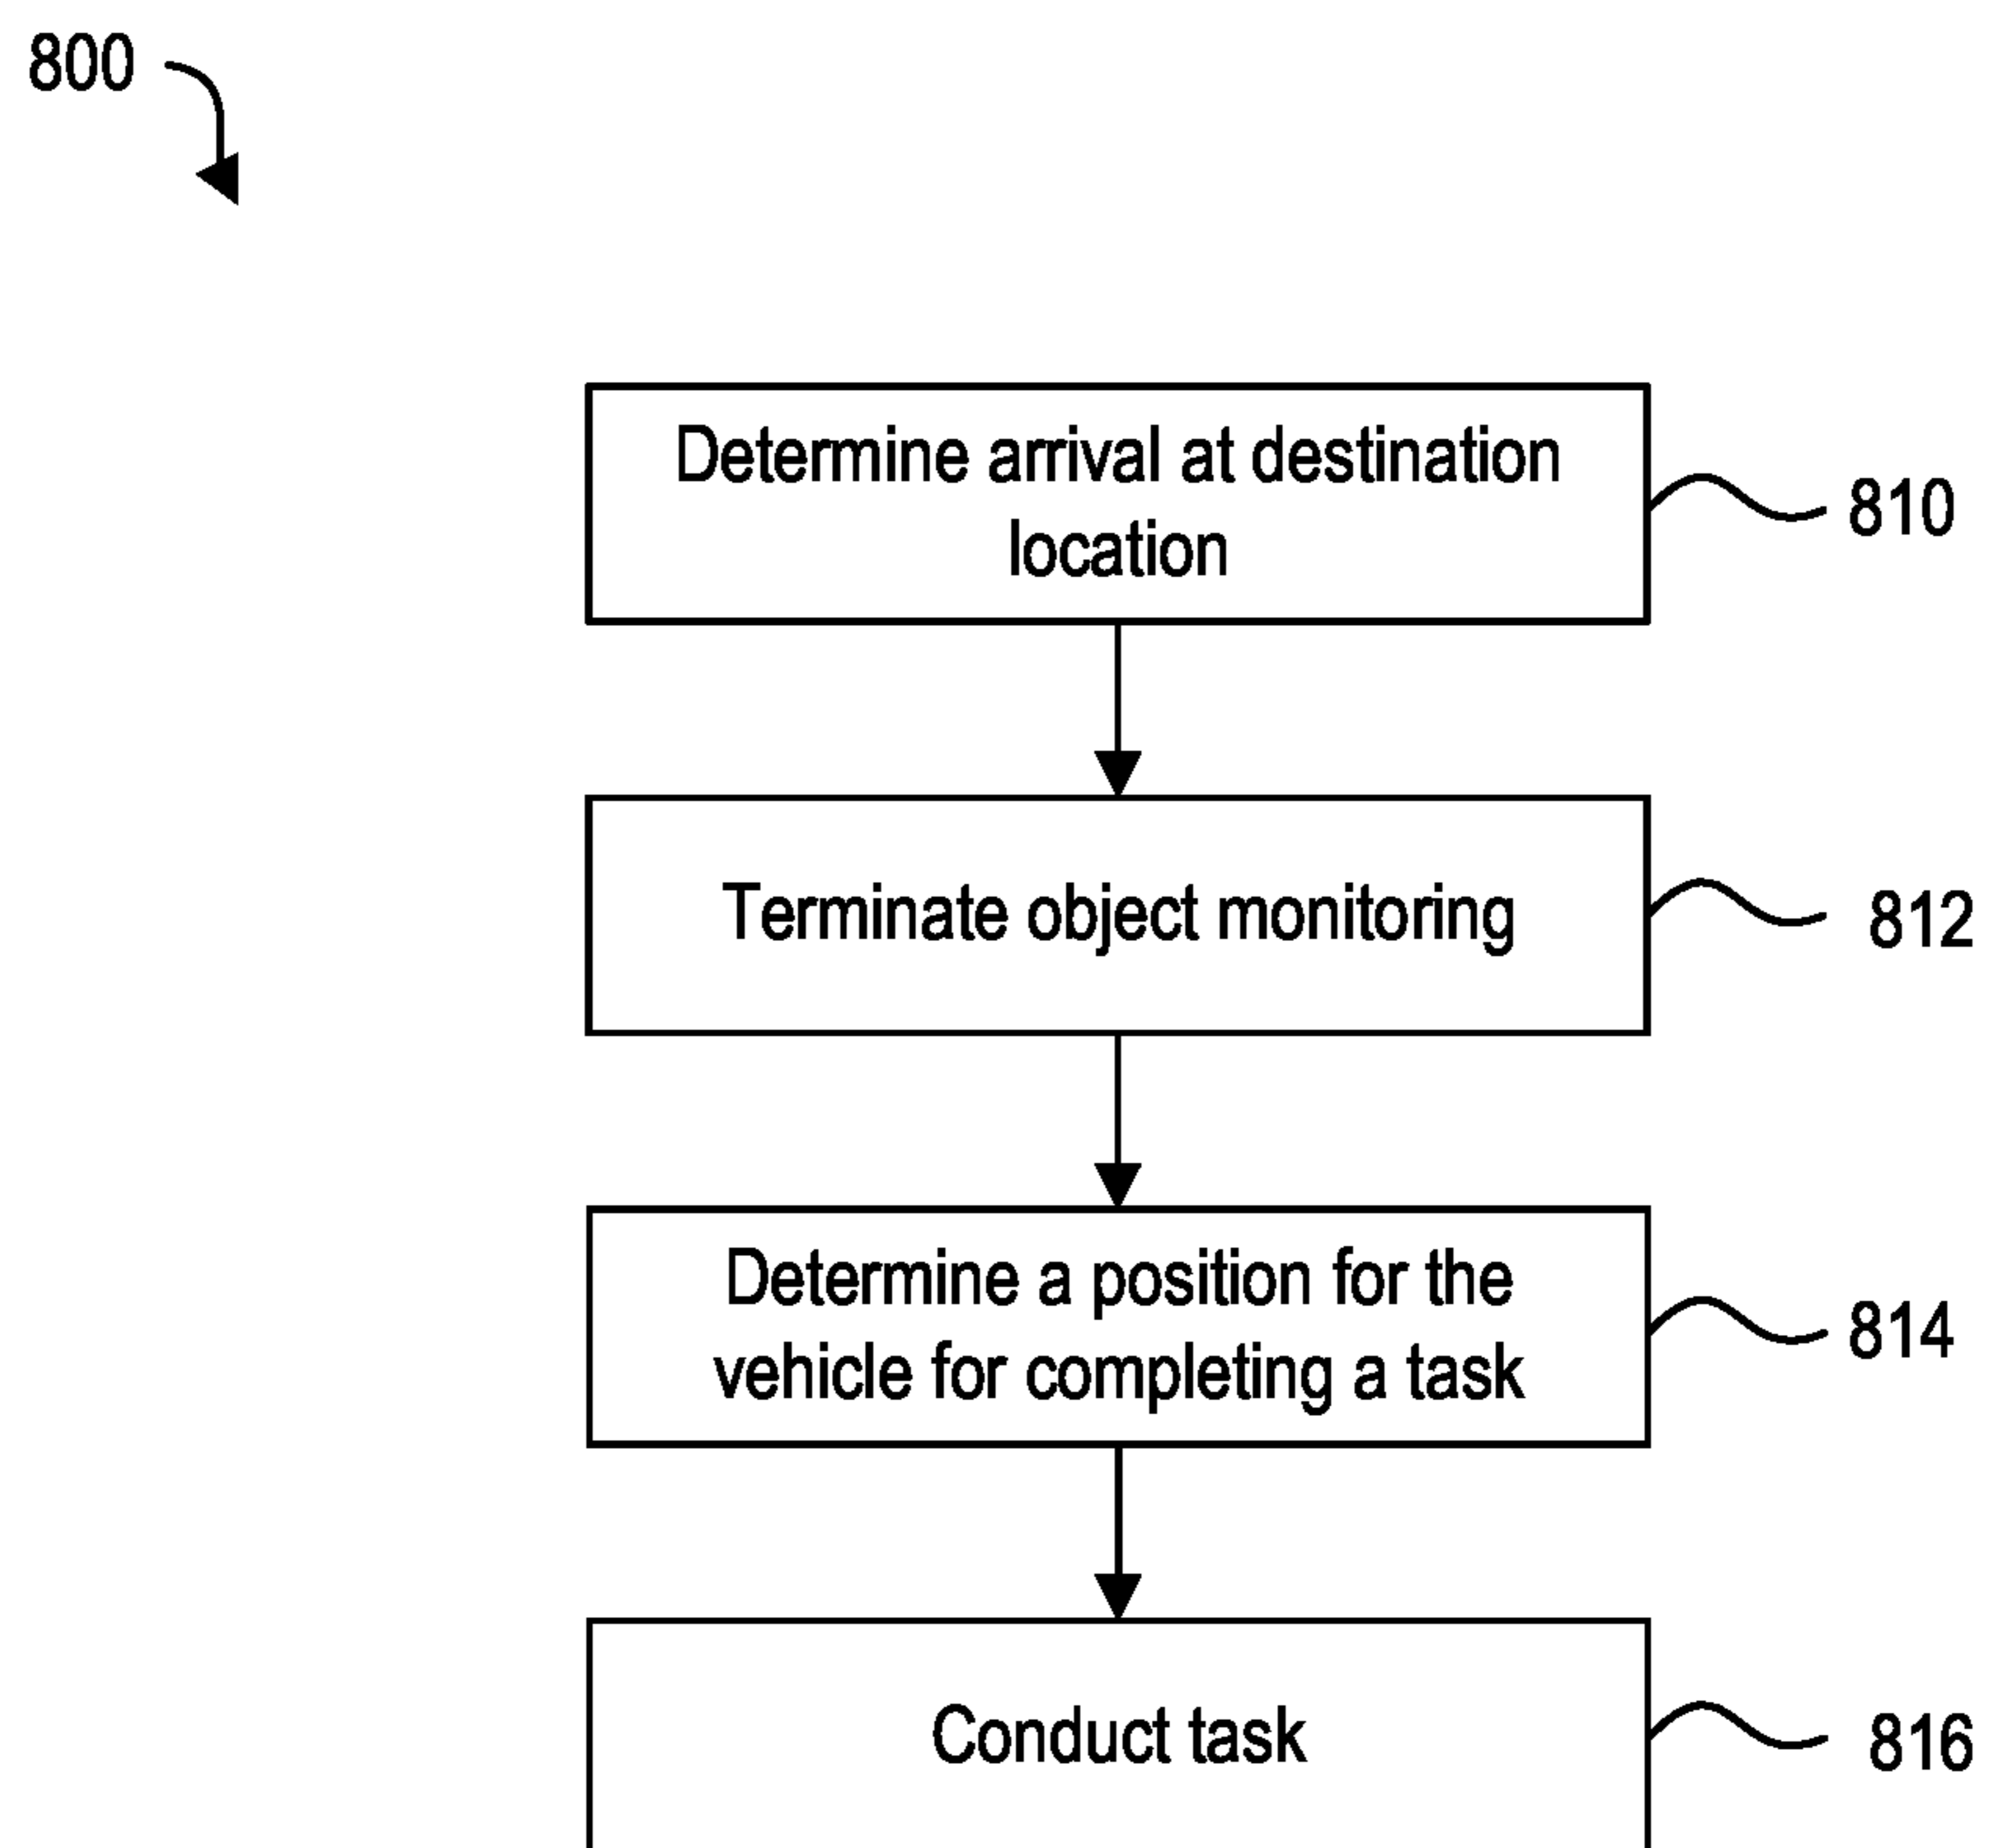 800
Determine arrival at destination
location
810
Terminate object monitoring
812
Determine a position for the
vehicle for completing a task
814
Conduct task
816